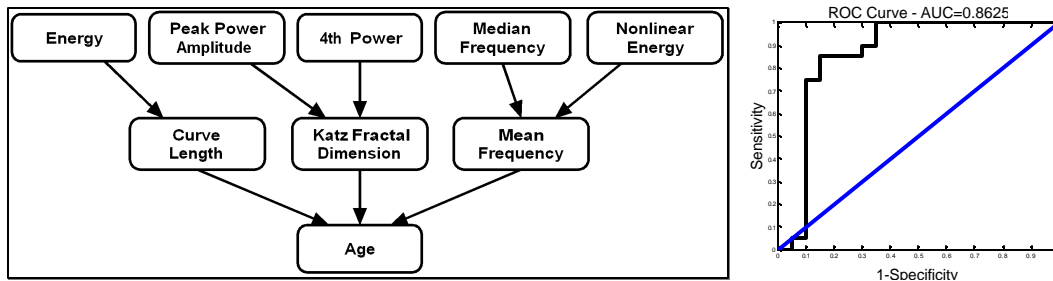 Energy
Peak Power
Amplitude
4th Power
Median
Frequency
Nonlinear
Energy
Curve
Length
Katz Fractal
Dimension
Mean
Frequency
Age
ROC Curve - AUC=0.8625
Sensitivity
1
0.9
0.8
0.7
0.6
0.5
0.4
0.3
0.2
0.1
0
0 0.1 0.2 0.3 0.4 0.5 0.6 0.7 0.8 0.9
1-Specificity